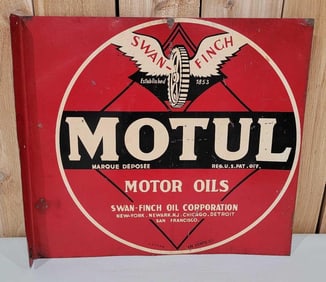 SWAN FINCH
Established 1853
MOTUL
MARQUE DÉPOSÉE REG.U.S.PAT.OFF.
MOTOR OILS
SWAN-FINCH OIL CORPORATION
NEW-YORK. NEWARK.N.J. CHICAGO. DETROIT
SAN FRANCISCO.